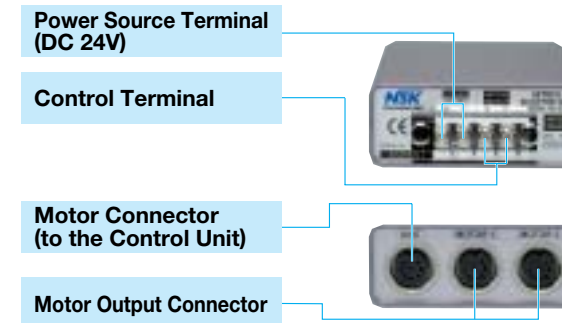 Power Source Terminal
(DC 24V)
Control Terminal
NSK
CE
Motor Connector
(to the Control Unit)
Motor Output Connector